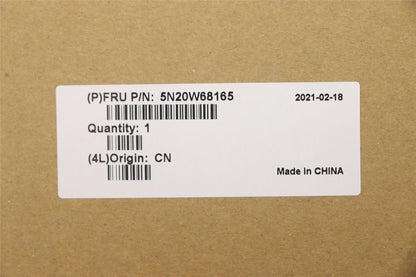 (P)FRU P/N: 5N20W68165 2021-02-18
Quantity: 1
(4L)Origin: CN
Made in CHINA